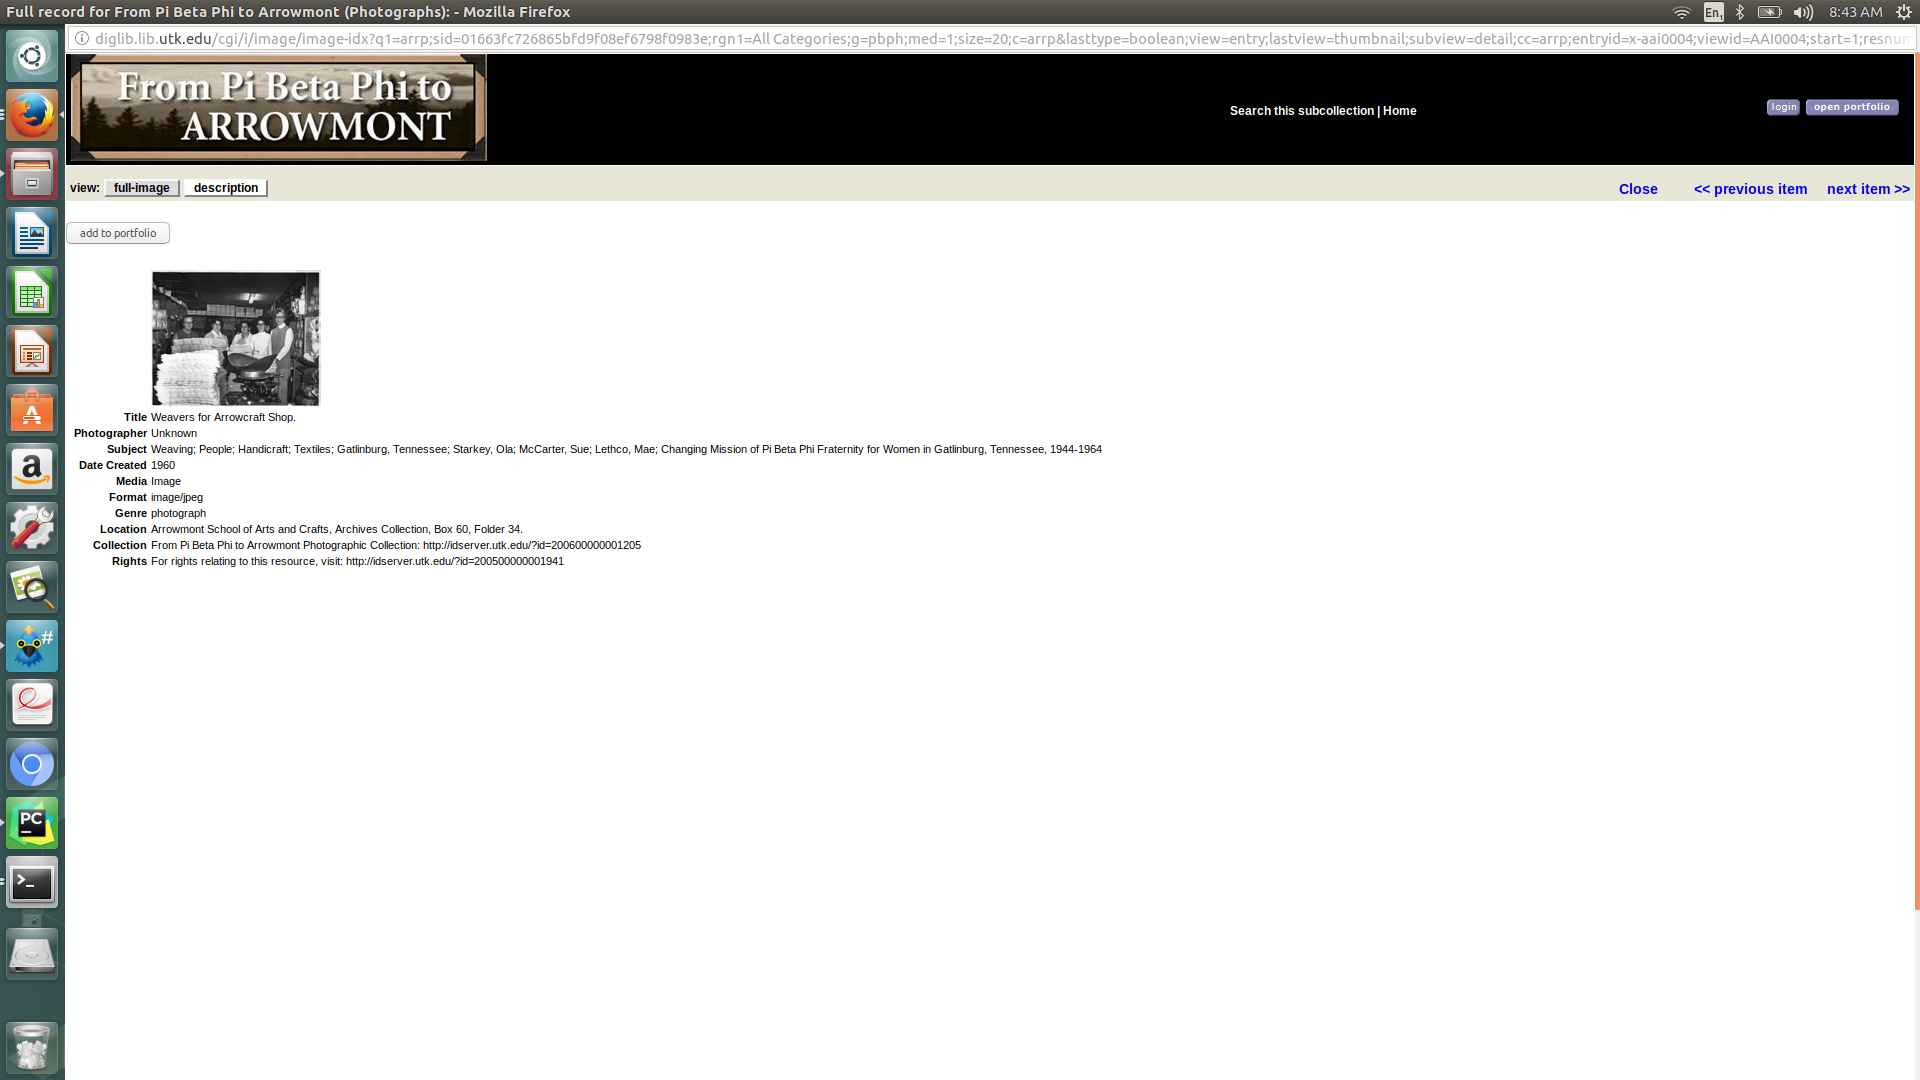 Full record for From Pi Beta Phi to Arrowmont (Photographs): - Mozilla Firefox
En1
8:43 AM
diglib.lib.utk.edu/cgi/i/image/image-idx?q1=arrp;sid=01663fc726865bfd9f08ef6798f0983e;rgn1=All Categories;g=pbph;med=1;size=20;c=arrp&lasttype=boolean;view=entry;lastview=thumbnail;subview=detail;cc=arrp;entryid=x-aai0004;viewid=AAI0004;start=1;resnum
From Pi Beta Phi to
ARROWMONT
Search this subcollection | Home
login
open portfolio
view: full-image description
Close << previous item next item >>
add to portfolio
Title Weavers for Arrowcraft Shop.
Photographer Unknown
Subject Weaving; People; Handicraft; Textiles; Gatlinburg, Tennessee; Starkey, Ola; McCarter, Sue; Lethco, Mae; Changing Mission of Pi Beta Phi Fraternity for Women in Gatlinburg, Tennessee, 1944-1964
Date Created 1960
Media Image
Format image/jpeg
Genre photograph
Location Arrowmont School of Arts and Crafts, Archives Collection, Box 60, Folder 34.
Collection From Pi Beta Phi to Arrowmont Photographic Collection: http://idserver.utk.edu/?id=200600000001205
Rights For rights relating to this resource, visit: http://idserver.utk.edu/?id=200500000001941
A
a
#
PC
>_